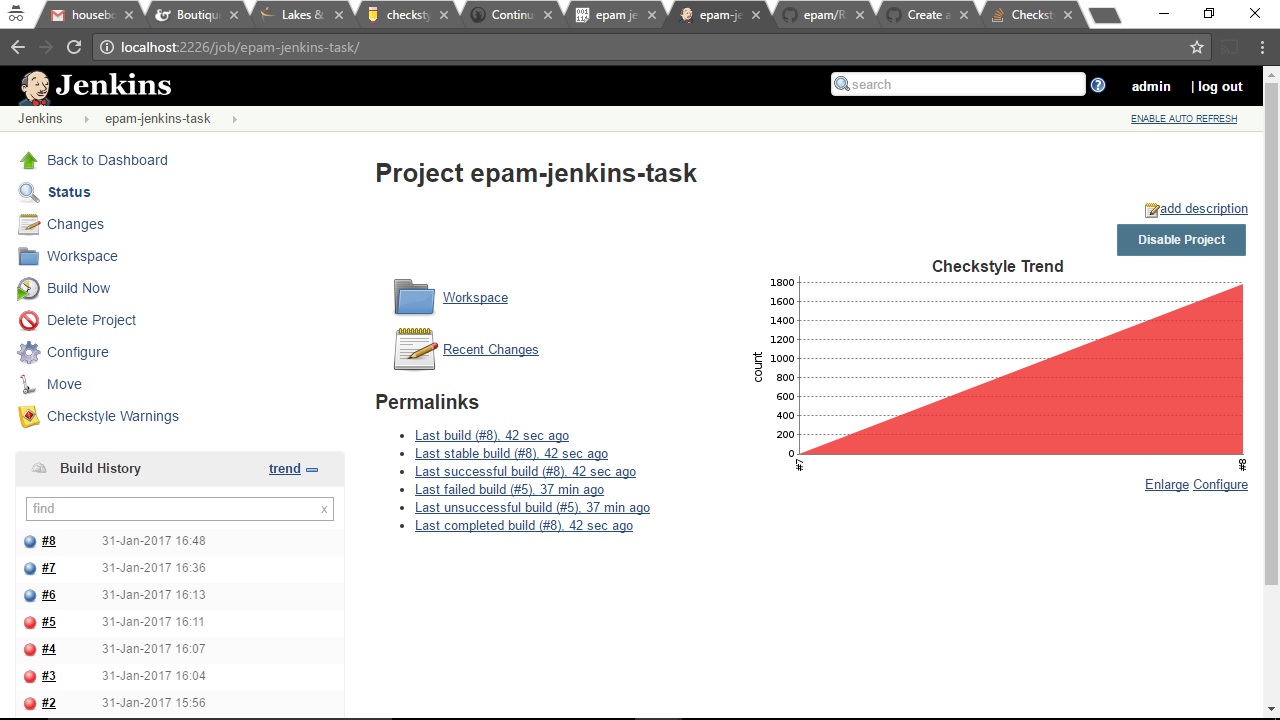 househo
Boutiqu
Lakes &
checksty
Continu
epam je
epam-je
epam/R
Create a
Checkst
localhost:2226/job/epam-jenkins-task/
Jenkins
search
?
admin
| log out
Jenkins
epam-jenkins-task
ENABLE AUTO REFRESH
Back to Dashboard
Status
Changes
Workspace
Build Now
Delete Project
Configure
Move
Checkstyle Warnings
Project epam-jenkins-task
add description
Disable Project
Workspace
Recent Changes
Permalinks
Last build (#8), 42 sec ago
Last stable build (#8), 42 sec ago
Last successful build (#8), 42 sec ago
Last failed build (#5), 37 min ago
Last unsuccessful build (#5), 37 min ago
Last completed build (#8), 42 sec ago
Checkstyle Trend
1800
1600
1400
1200
1000
800
600
400
200
0
count
#7
#8
Enlarge Configure
Build History
trend
find
x
#8 31-Jan-2017 16:48
#7 31-Jan-2017 16:36
#6 31-Jan-2017 16:13
#5 31-Jan-2017 16:11
#4 31-Jan-2017 16:07
#3 31-Jan-2017 16:04
#2 31-Jan-2017 15:56